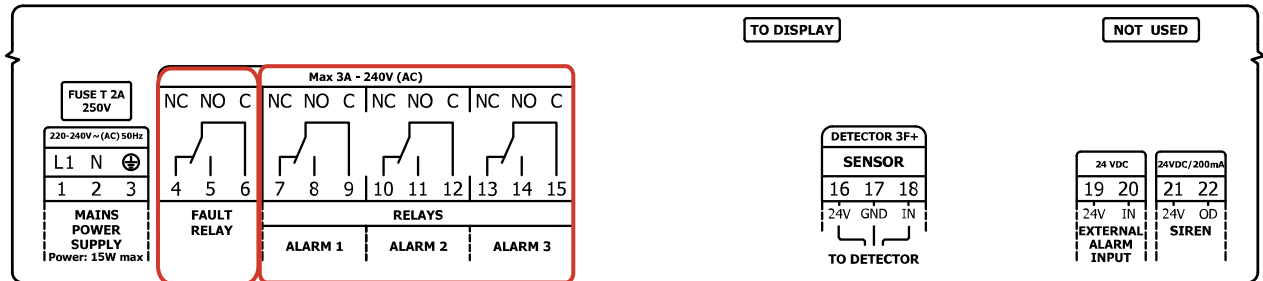 TO DISPLAY
NOT USED
FUSE T 2A
250V
Max 3A - 240V (AC)
NC NO C NC NO C NC NO C NC NO C
220-240V~(AC) 50Hz
L1 N
1 2 3
4 5 6 7 8 9 10 11 12 13 14 15
MAINS
POWER
SUPPLY
Power: 15W max
FAULT
RELAY
RELAYS
ALARM 1 ALARM 2 ALARM 3
DETECTOR 3F+
SENSOR
16 17 18
24V GND IN
TO DETECTOR
24 VDC
19 20
24V IN
EXTERNAL
ALARM
INPUT
24VDC/200mA
21 22
24V OD
SIREN